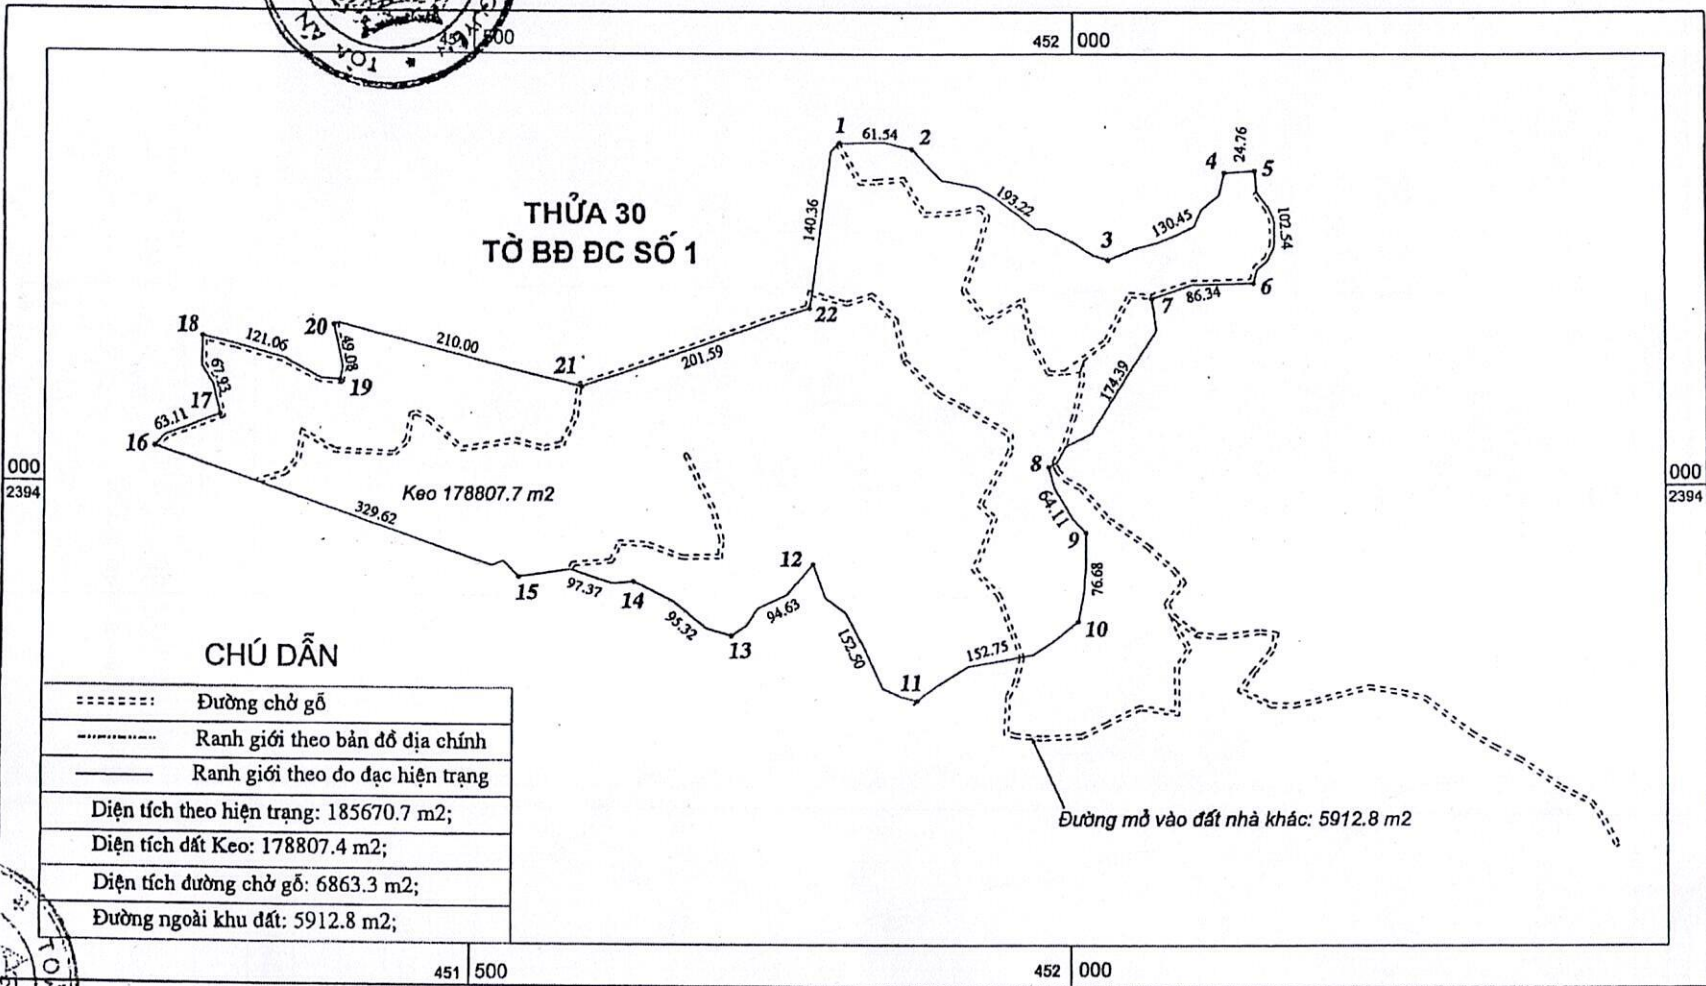 TÒA ÁN
500
452 000
1 61.54 2
4 24.76 5
THỬA 30
TỜ BĐ ĐC SỐ 1
140.36
193.22
130.45
102.54
3
6
7 86.34
22
18 121.06 20 49.08 19
210.00
21
201.59
67.93
17
63.11
16
174.39
8
000
2394
000
2394
Keo 178807.7 m2
329.62
64.11
9
12
15
97.37
14
76.68
94.63
95.32
13
10
152.50
152.75
11
CHÚ DẪN
Đường chở gỗ
Ranh giới theo bản đồ địa chính
Ranh giới theo đo đạc hiện trạng
Diện tích theo hiện trạng: 185670.7 m2;
Diện tích đất Keo: 178807.4 m2;
Diện tích đường chở gỗ: 6863.3 m2;
Đường ngoài khu đất: 5912.8 m2;
Đường mở vào đất nhà khác: 5912.8 m2
451 500
452 000